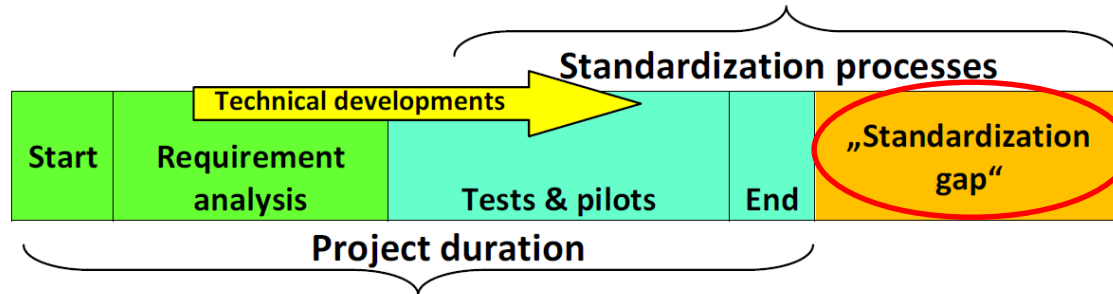 Standardization processes
Technical developments
Start
Requirement
analysis
Tests & pilots
End
„Standardization
gap“
Project duration